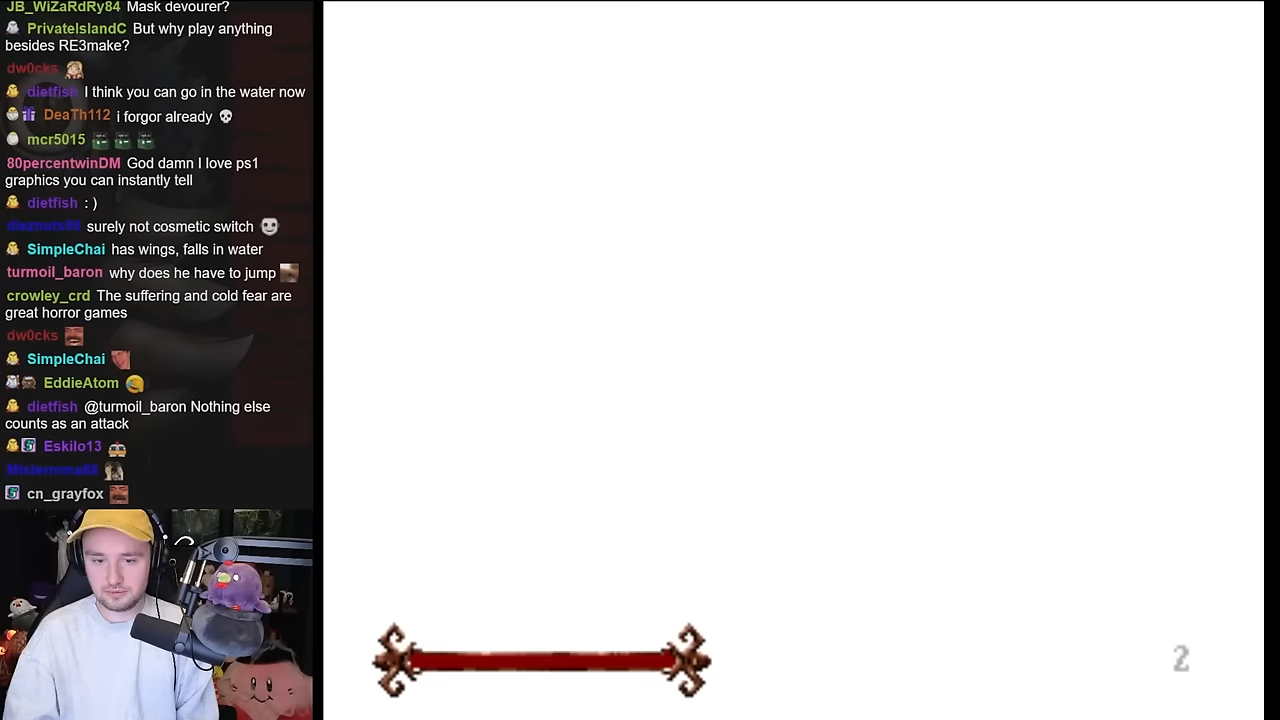 JB_WiZaRdRy84 Mask devourer?
PrivateIslandC But why play anything
besides RE3make?
dw0cks
dietfish I think you can go in the water now
DeaTh112 i forgor already
mcr5015
80percentwinDM God damn I love ps1
graphics you can instantly tell
dietfish : )
surely not cosmetic switch
SimpleChai has wings, falls in water
turmoil_baron why does he have to jump
crowley_crd The suffering and cold fear are
great horror games
dw0cks
SimpleChai
EddieAtom
dietfish @turmoil_baron Nothing else
counts as an attack
Eskilo13
cn_grayfox
2